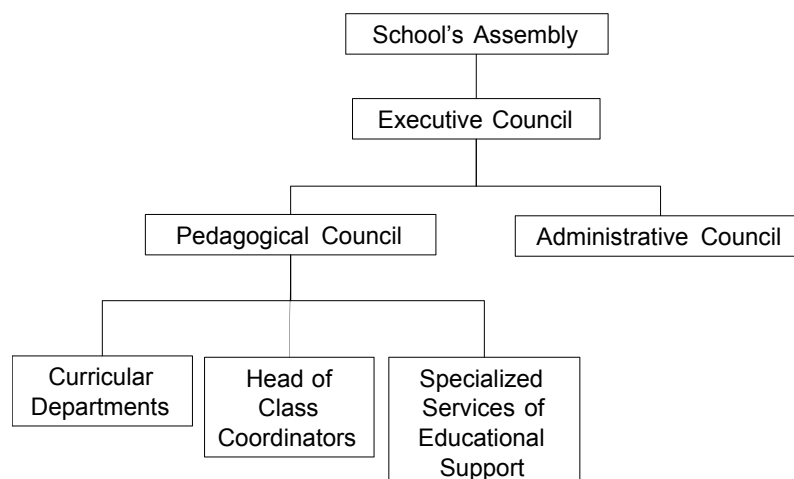 School's Assembly
Executive Council
Pedagogical Council
Administrative Council
Curricular
Departments
Head of
Class
Coordinators
Specialized
Services of
Educational
Support